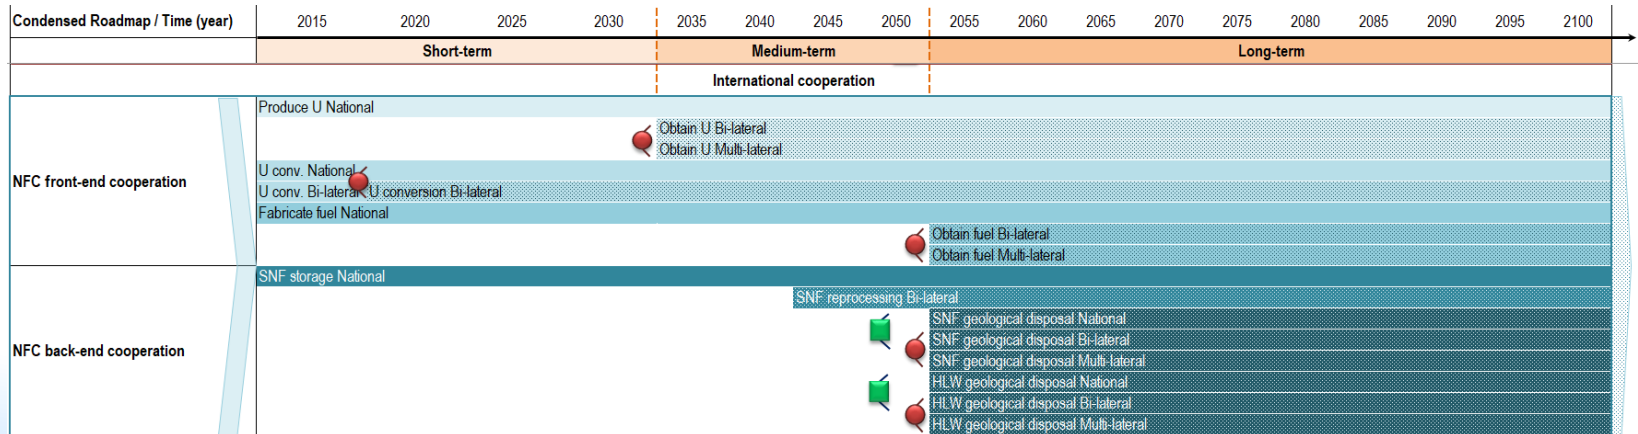 Condensed Roadmap / Time (year) 2015 2020 2025 2030 2035 2040 2045 2050 2055 2060 2065 2070 2075 2080 2085 2090 2095 2100
Short-term Medium-term Long-term
International cooperation
NFC front-end cooperation
Produce U National
Obtain U Bi-lateral
Obtain U Multi-lateral
U conv. National
U conv. Bi-lateral U conversion Bi-lateral
Fabricate fuel National
Obtain fuel Bi-lateral
Obtain fuel Multi-lateral
NFC back-end cooperation
SNF storage National
SNF reprocessing Bi-lateral
SNF geological disposal National
SNF geological disposal Bi-lateral
SNF geological disposal Multi-lateral
HLW geological disposal National
HLW geological disposal Bi-lateral
HLW geological disposal Multi-lateral